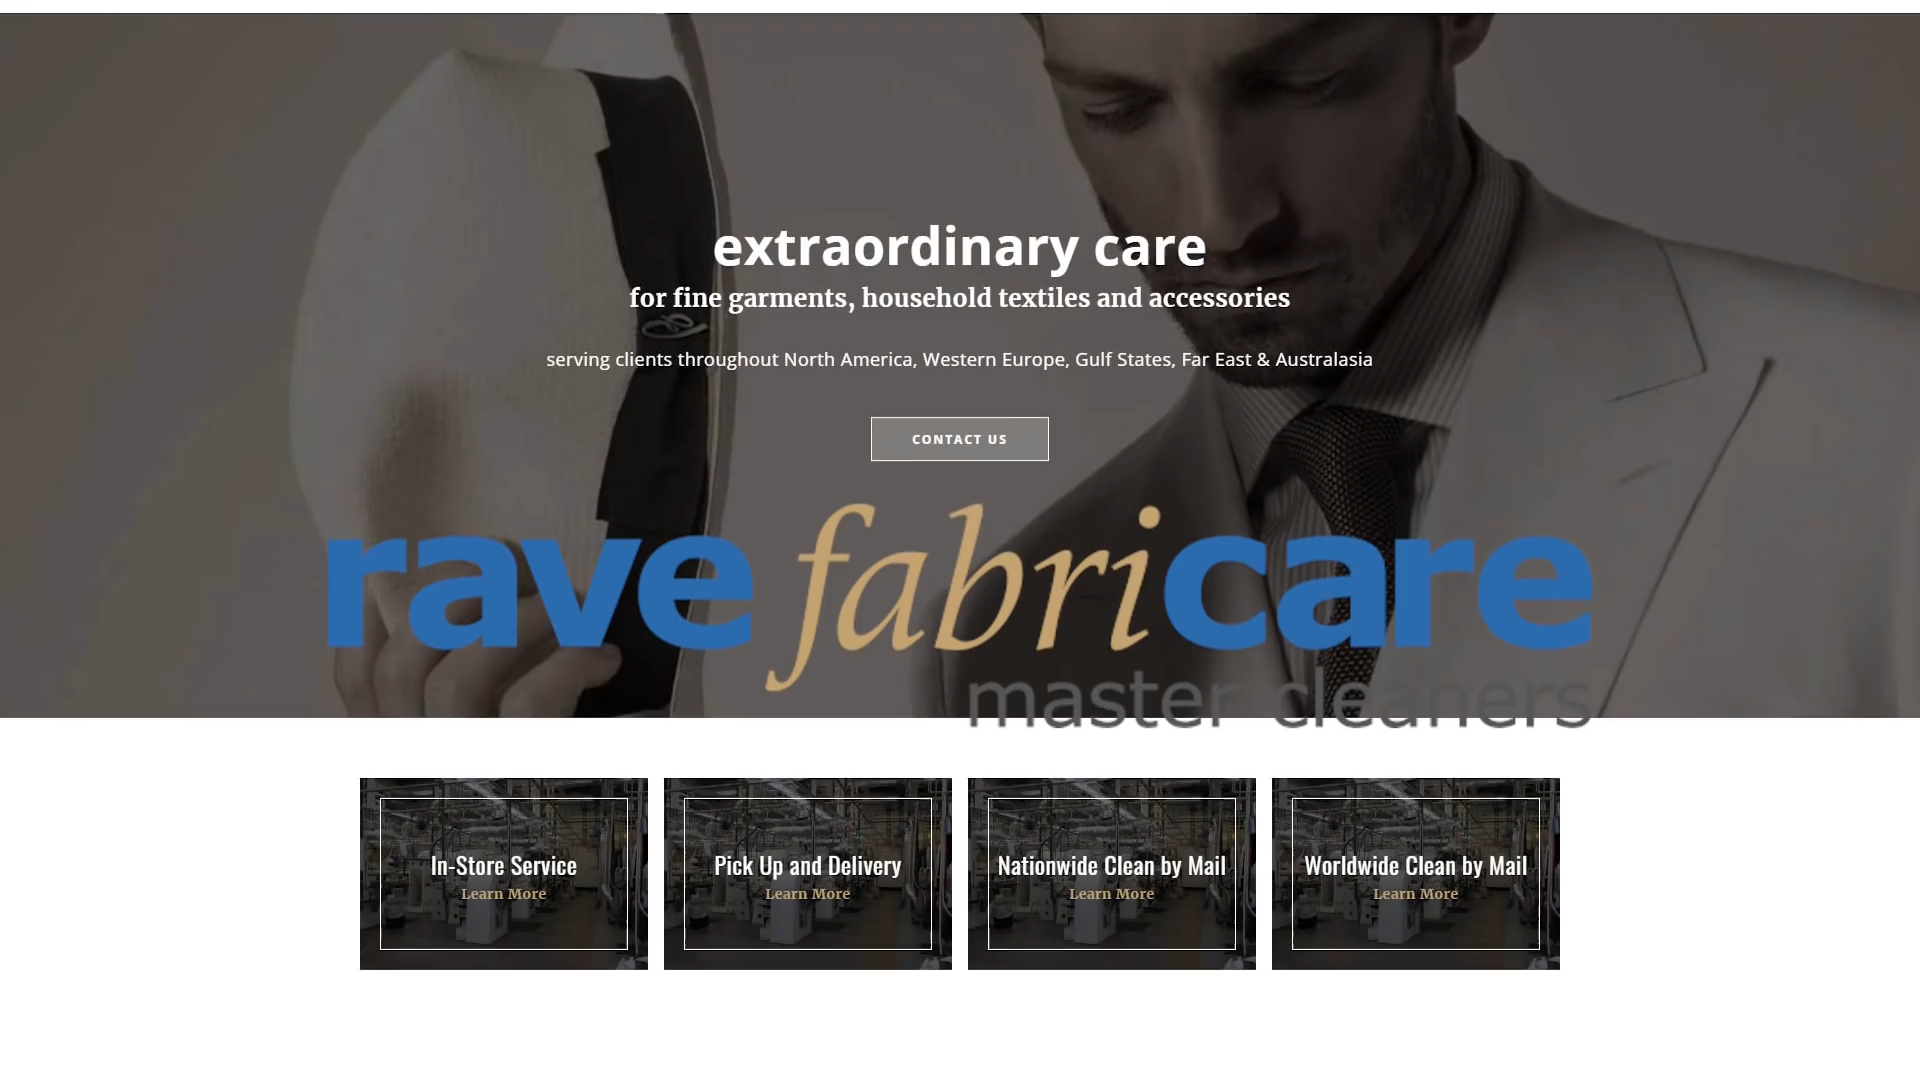 extraordinary care
for fine garments, household textiles and accessories
serving clients throughout North America, Western Europe, Gulf States, Far East & Australasia
CONTACT US
rave fabricare
master cleaners
In-Store Service
Learn More
Pick Up and Delivery
Learn More
Nationwide Clean by Mail
Learn More
Worldwide Clean by Mail
Learn More